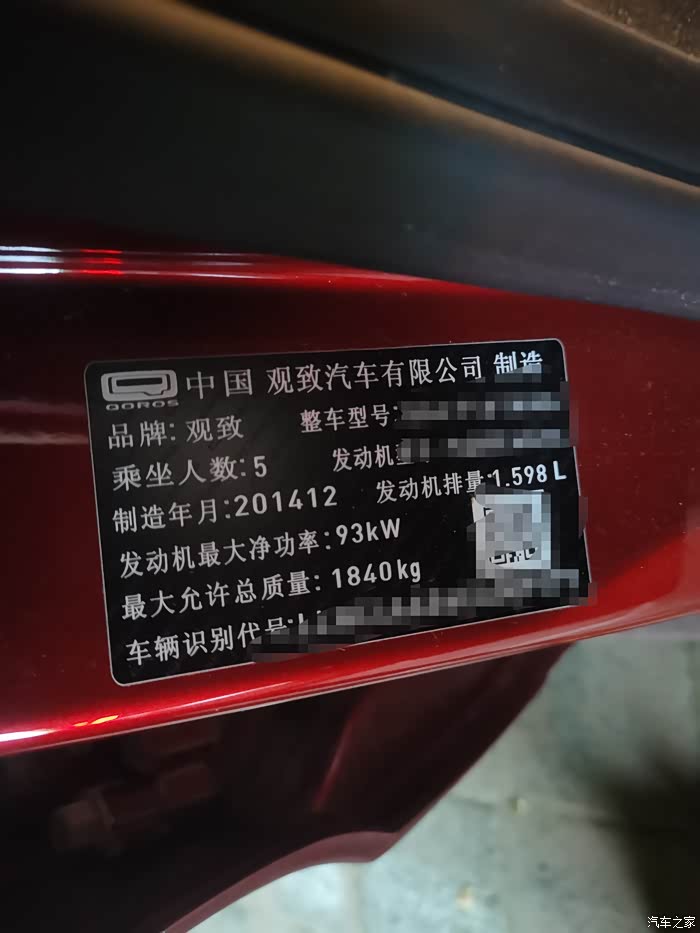 QOROS 中国 观致汽车有限公司 制造
品牌: 观致 整车型号:
乘坐人数: 5 发动机
制造年月: 201412 发动机排量: 1.598 L
发动机最大净功率: 93kW
最大允许总质量: 1840kg
车辆识别代号: L
汽车之家